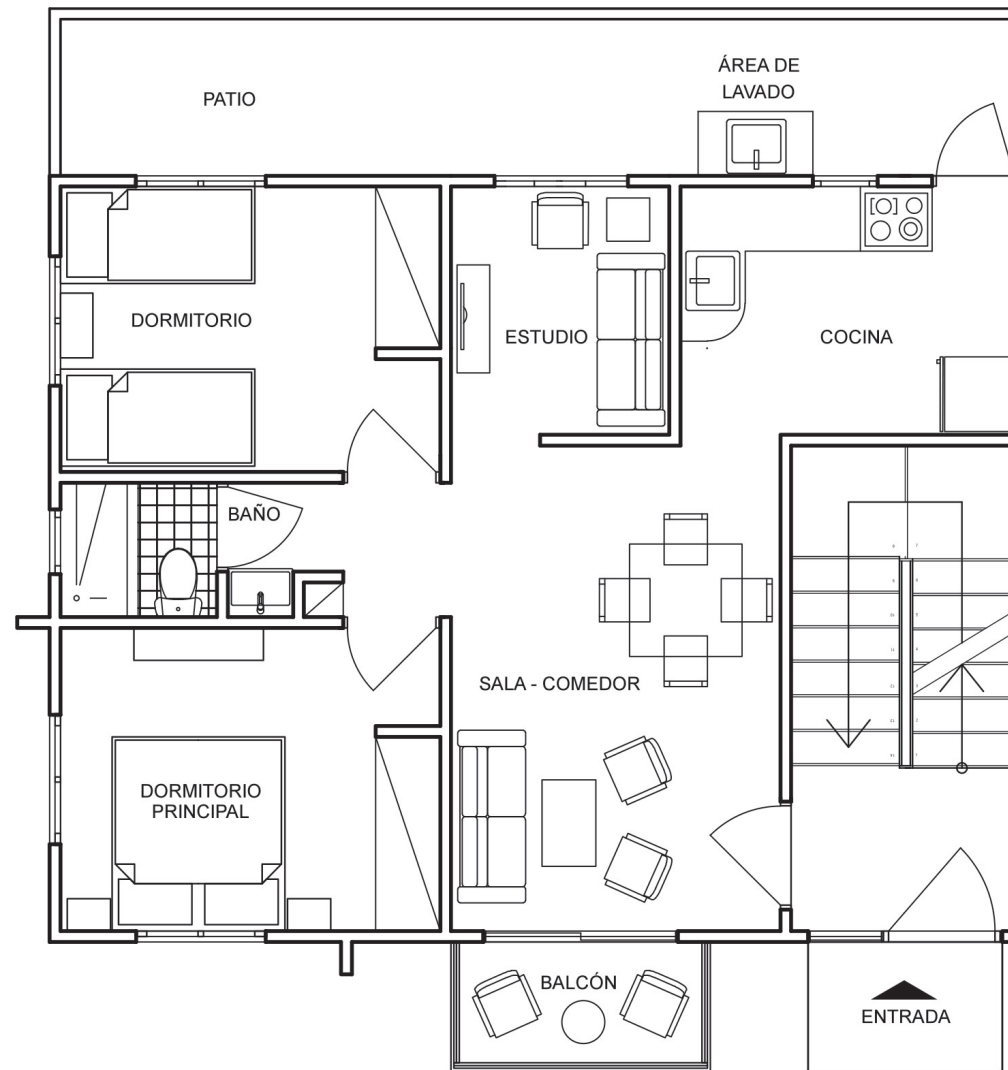 ÁREA DE
LAVADO
PATIO
DORMITORIO
ESTUDIO
COCINA
BAÑO
SALA - COMEDOR
DORMITORIO
PRINCIPAL
BALCÓN
ENTRADA